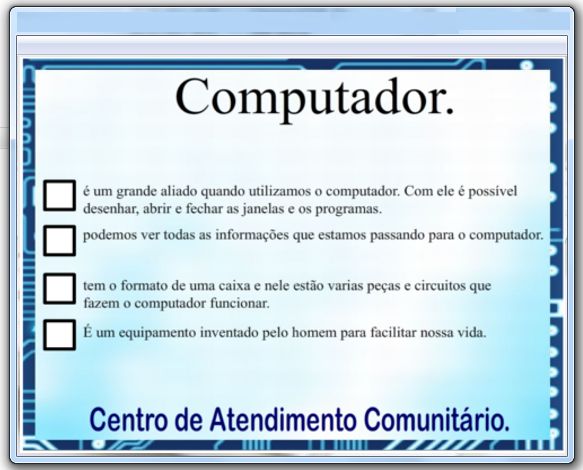 Computador.
é um grande aliado quando utilizamos o computador. Com ele é possível
desenhar, abrir e fechar as janelas e os programas.
podemos ver todas as informações que estamos passando para o computador.
tem o formato de uma caixa e nele estão varias peças e circuitos que
fazem o computador funcionar.
É um equipamento inventado pelo homem para facilitar nossa vida.
Centro de Atendimento Comunitário.